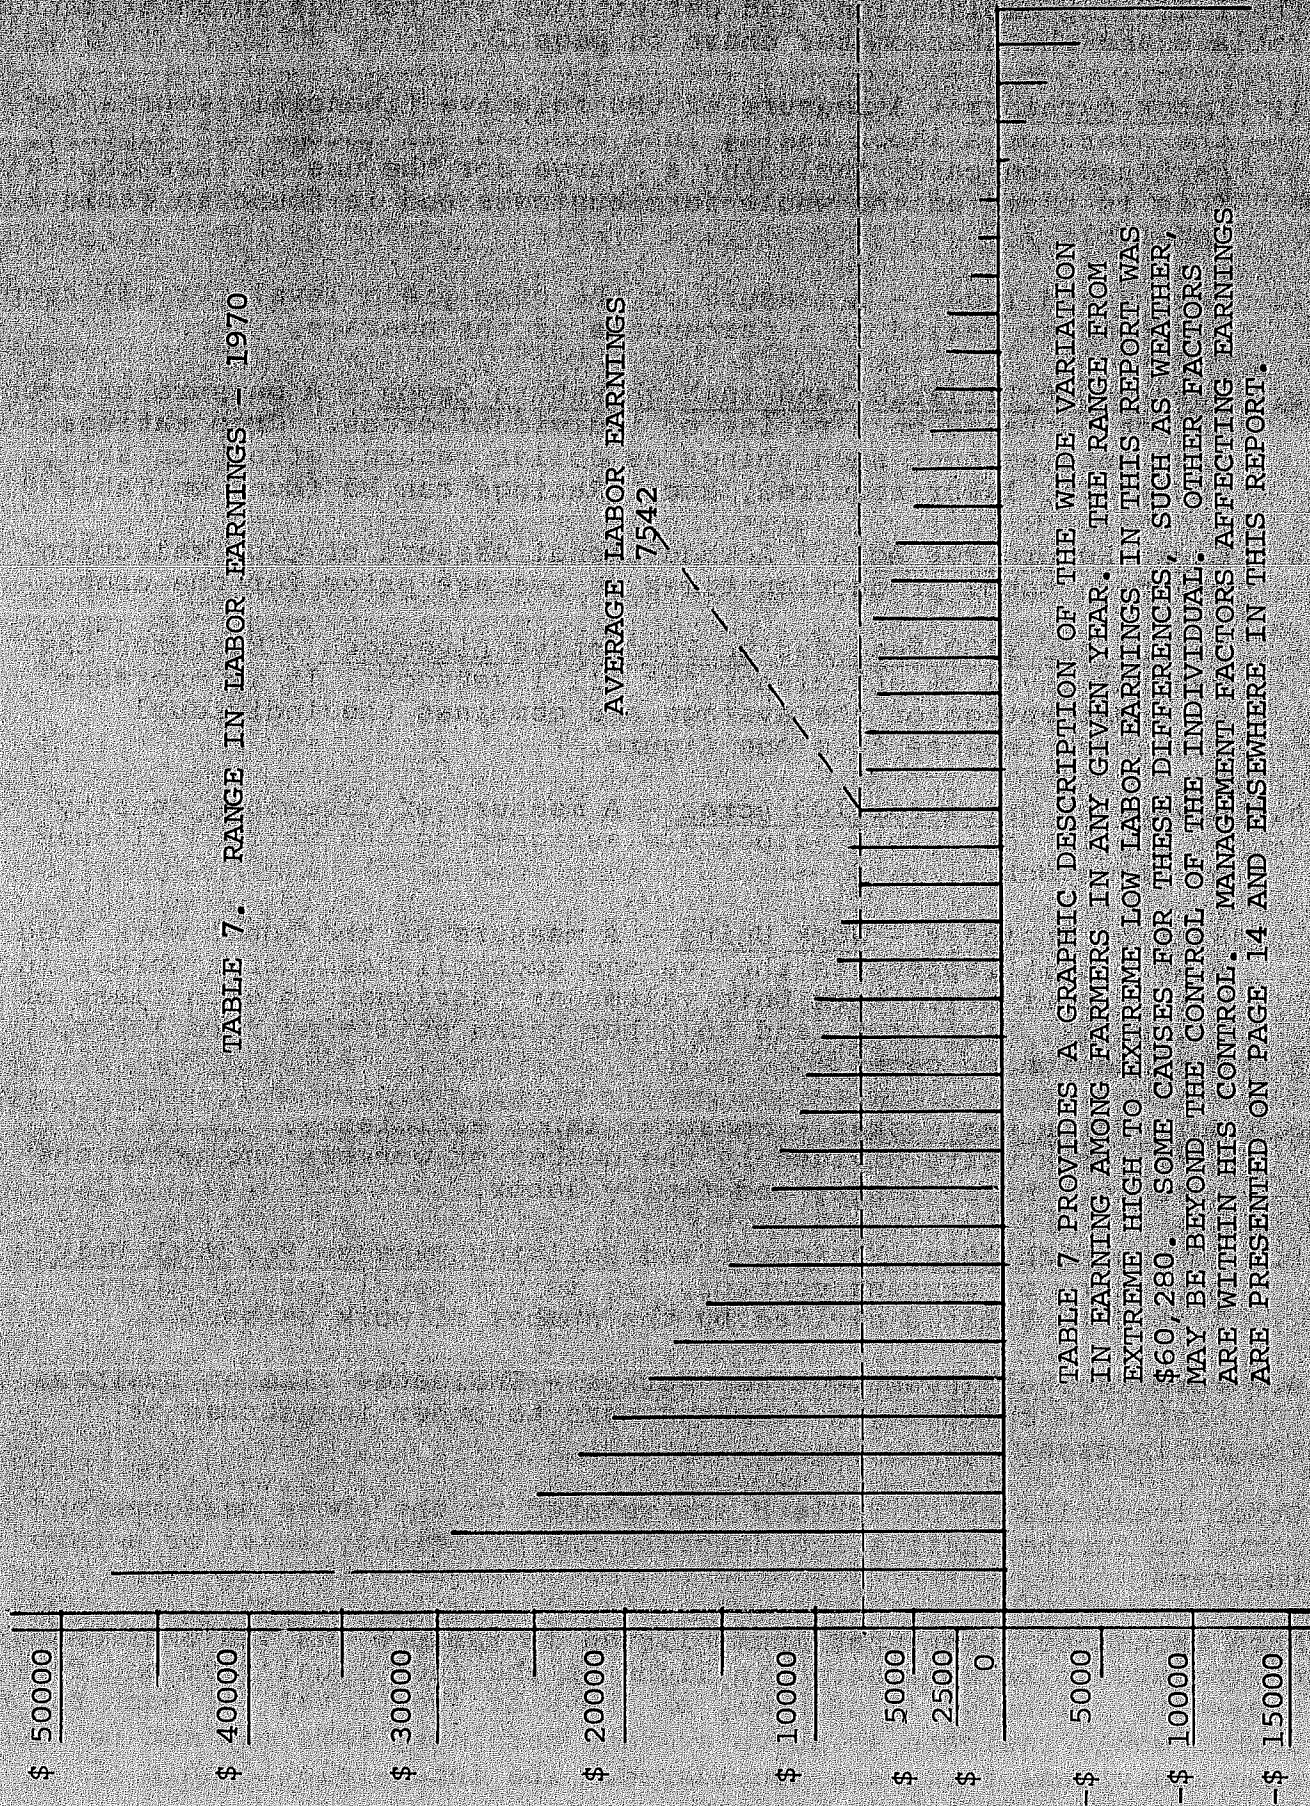 TABLE 7. RANGE IN LABOR EARNINGS - 1970
AVERAGE LABOR EARNINGS
7542
$ 50000
$ 40000
$ 30000
$ 20000
$ 10000
$ 5000
$ 2500
0
-$ 5000
-$ 10000
-$ 15000
TABLE 7 PROVIDES A GRAPHIC DESCRIPTION OF THE WIDE VARIATION
IN EARNING AMONG FARMERS IN ANY GIVEN YEAR. THE RANGE FROM
EXTREME HIGH TO EXTREME LOW LABOR EARNINGS IN THIS REPORT WAS
$60,280. SOME CAUSES FOR THESE DIFFERENCES, SUCH AS WEATHER,
MAY BE BEYOND THE CONTROL OF THE INDIVIDUAL. OTHER FACTORS
ARE WITHIN HIS CONTROL. MANAGEMENT FACTORS AFFECTING EARNINGS
ARE PRESENTED ON PAGE 14 AND ELSEWHERE IN THIS REPORT.